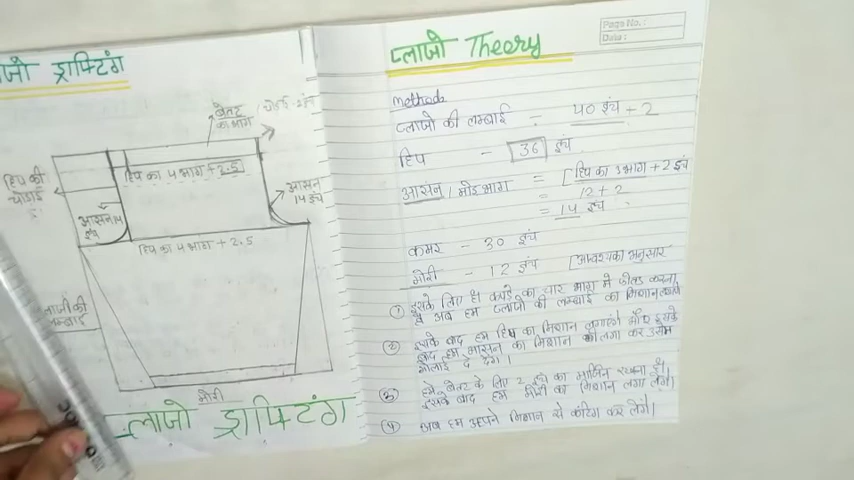 जो ड्राफ्टिंग
बेल्ट
का भाग
हिप की
चौड़ाई
हिप का 4 भाग + 2.5
आसन
14 इंच
आसन 14
इंच
हिप का 4 भाग + 2.5
लाजो की
लम्बाई
मोरी
प्लाजो ड्राफ्टिंग
Page No.:
Date:
प्लाजो Theory
methods
प्लाजो की लम्बाई - 40 इंच + 2
हिप - 36 इंच
आसन / मोड भाग = [हिप का 3 भाग + 2 इंच
= 12 + 2
= 14 इंच
कमर - 30 इंच
मोरी - 12 इंच [आवश्यका अनुसार
① इसके लिए हम कपड़े का चार भाग में फोल्ड करना
है अब हम प्लाजो की लम्बाई का निशान लगायेंगे
② इसके बाद हम हिप का निशान लगाएंगे और इसके
बाद हम आसन का निशान लगा कर उसमे
गोलाई दे देंगे।
③ हमे बेल्ट के लिए 2 इंच का मार्जिन रखना है।
इसके बाद हम मोरी का निशान लगा लेंगे।
④ अब हम अपने निशान से कटिंग कर लेंगे।